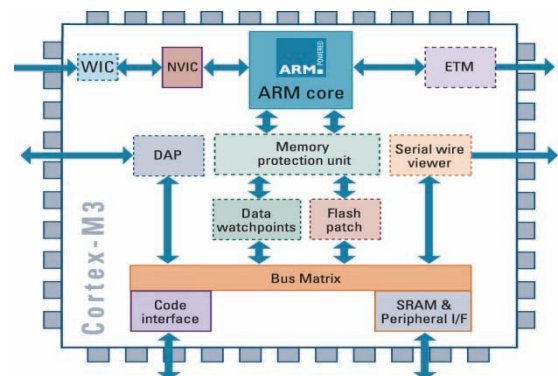 WIC
NVIC
ARM
POWERED
ARM core
ETM
DAP
Memory
protection unit
Serial wire
viewer
Data
watchpoints
Flash
patch
Bus Matrix
Code
interface
SRAM &
Peripheral I/F
Cortex-M3